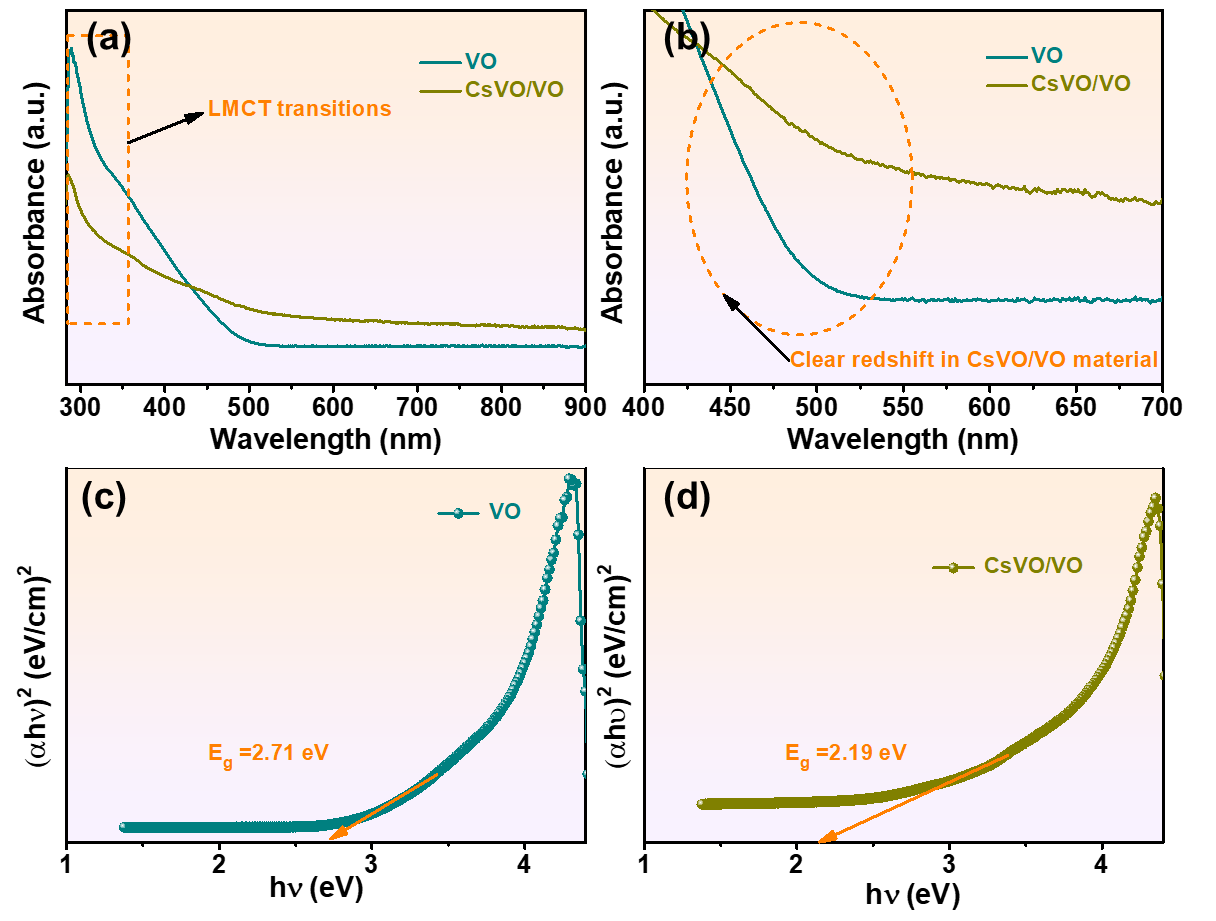 (a)
VO
CsVO/VO
LMCT transitions
Absorbance (a.u.)
300 400 500 600 700 800 900
Wavelength (nm)
(b)
VO
CsVO/VO
Clear redshift in CsVO/VO material
Absorbance (a.u.)
400 450 500 550 600 650 700
Wavelength (nm)
(c)
VO
E_g =2.71 eV
(αhν)² (eV/cm)²
1 2 3 4
hν (eV)
(d)
CsVO/VO
E_g =2.19 eV
(αhυ)² (eV/cm)²
1 2 3 4
hν (eV)